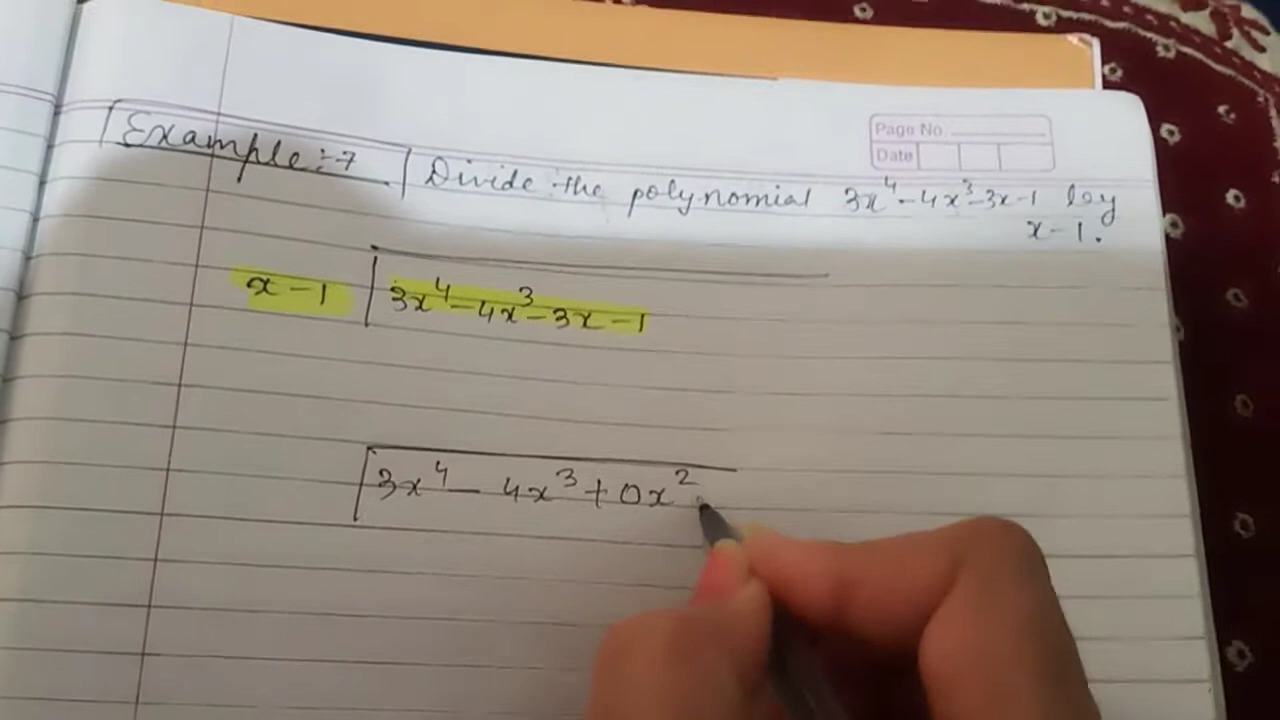 Page No.
Date
Example:-7 Divide the polynomial 3x⁴-4x³-3x-1 by
x-1.
x-1 3x⁴-4x³-3x-1
3x⁴- 4x³+0x²